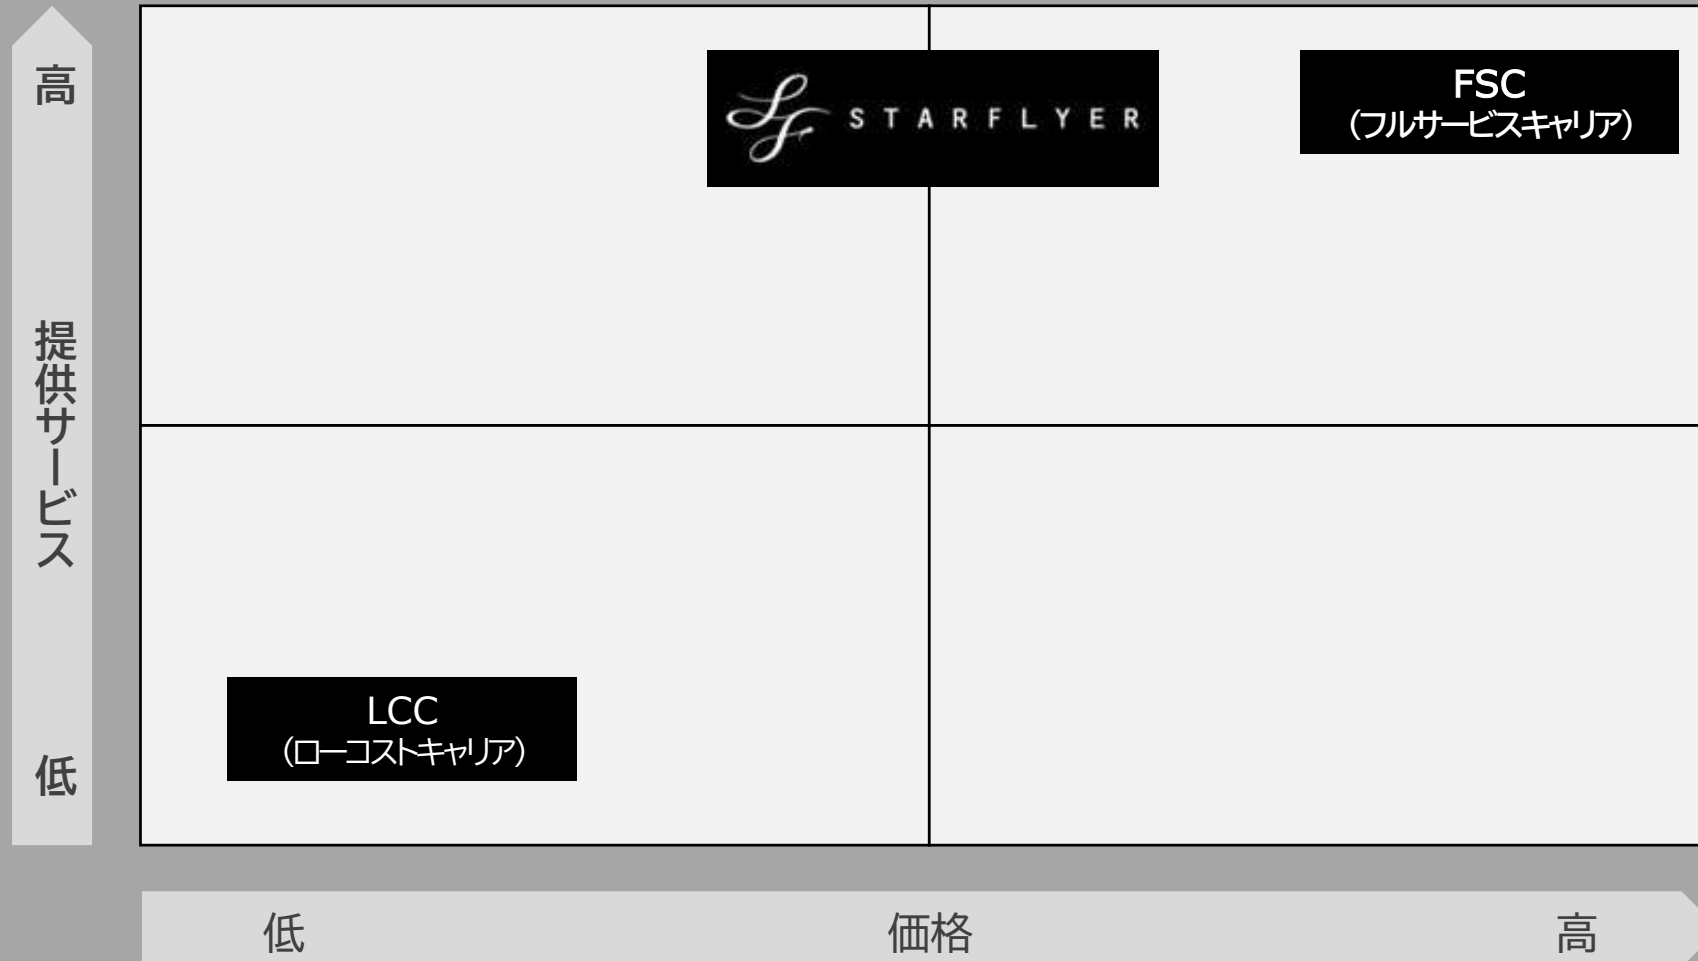 高
提供サービス
低
STARFLYER
FSC
(フルサービスキャリア)
LCC
(ローコストキャリア)
低
価格
高